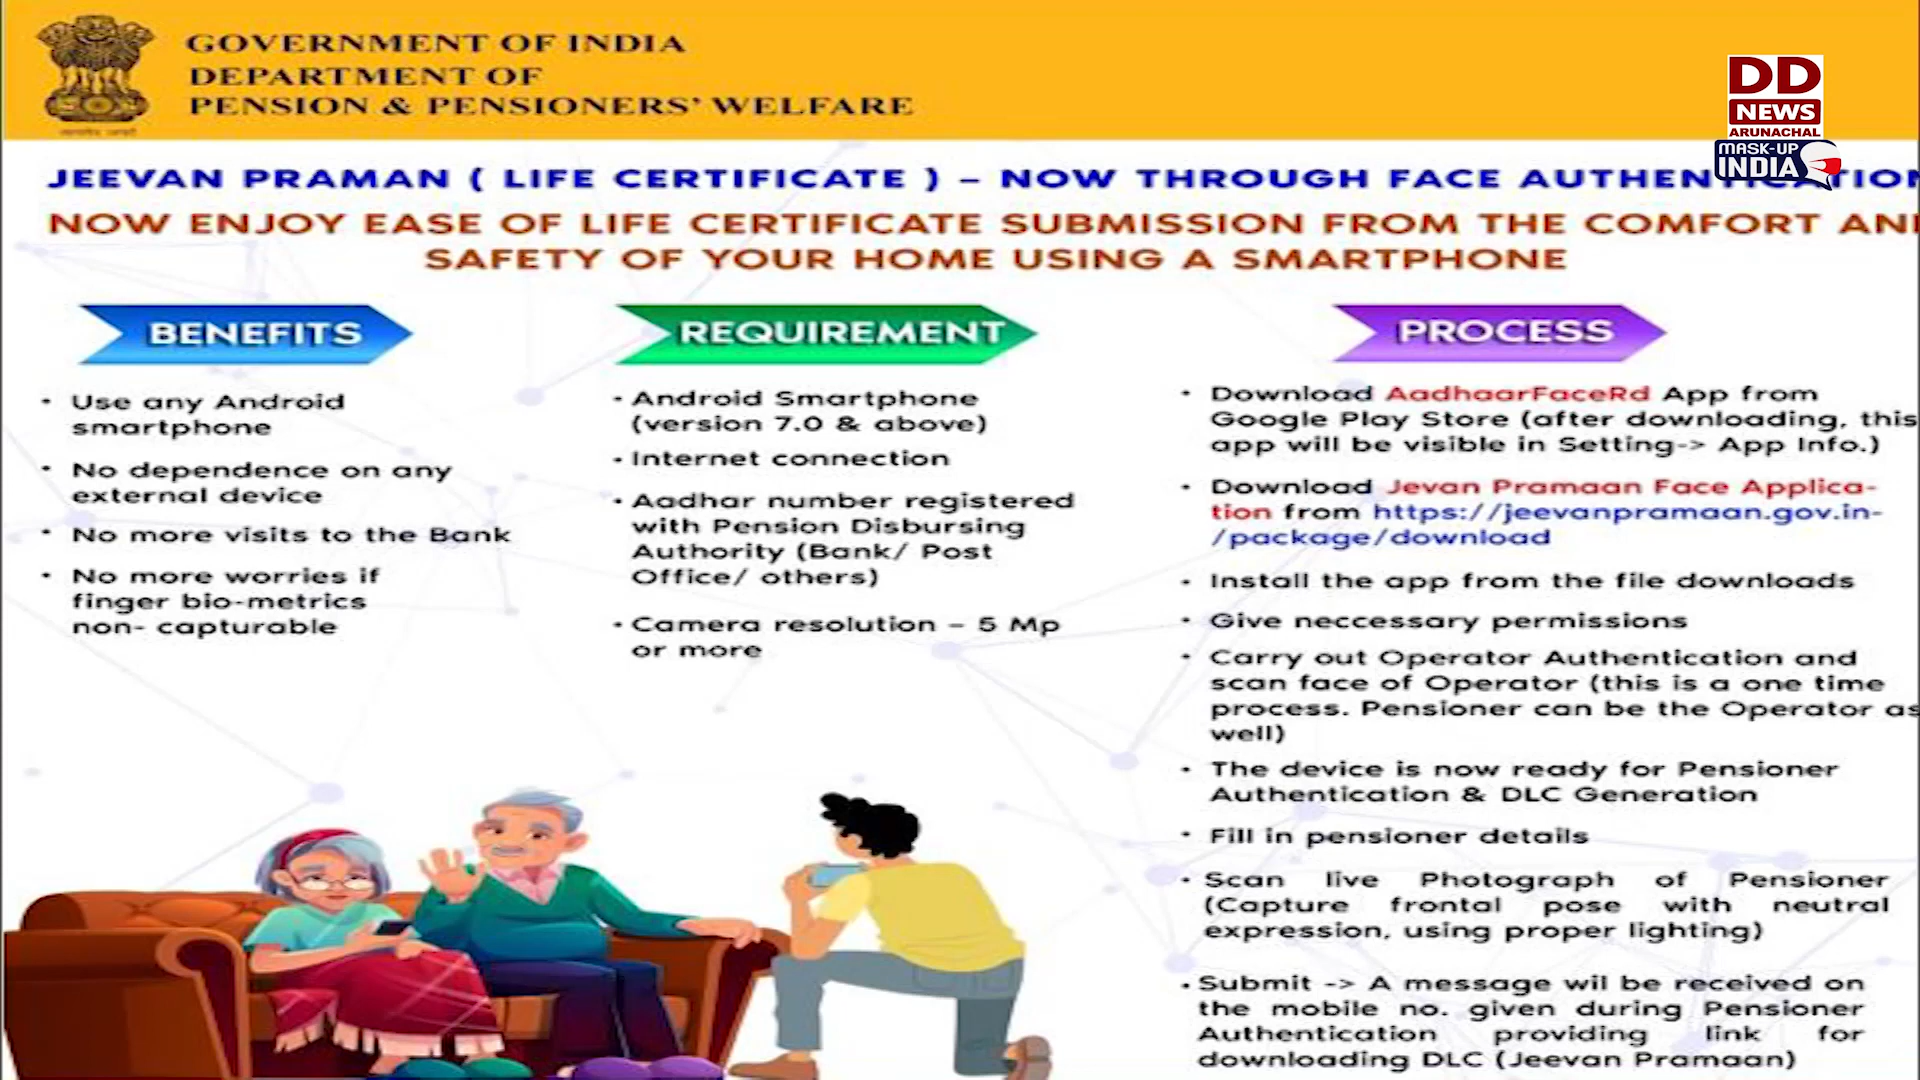 GOVERNMENT OF INDIA
DEPARTMENT OF
PENSION & PENSIONERS' WELFARE
DD
NEWS
ARUNACHAL
MASK-UP
INDIA
JEEVAN PRAMAN ( LIFE CERTIFICATE ) – NOW THROUGH FACE
NOW ENJOY EASE OF LIFE CERTIFICATE SUBMISSION FROM THE COMFORT AN
SAFETY OF YOUR HOME USING A SMARTPHONE
BENEFITS
• Use any Android
smartphone
• No dependence on any
external device
• No more visits to the Bank
• No more worries if
finger bio-metrics
non- capturable
REQUIREMENT
• Android Smartphone
(version 7.0 & above)
• Internet connection
• Aadhar number registered
with Pension Disbursing
Authority (Bank/ Post
Office/ others)
• Camera resolution – 5 Mp
or more
PROCESS
• Download AadhaarFaceRd App from
Google Play Store (after downloading, this
app will be visible in Setting-> App Info.)
• Download Jevan Pramaan Face Applica-
tion from https://jeevanpramaan.gov.in-
/package/download
• Install the app from the file downloads
• Give neccessary permissions
• Carry out Operator Authentication and
scan face of Operator (this is a one time
process. Pensioner can be the Operator as
well)
• The device is now ready for Pensioner
Authentication & DLC Generation
• Fill in pensioner details
• Scan live Photograph of Pensioner
(Capture frontal pose with neutral
expression, using proper lighting)
• Submit -> A message wil be received on
the mobile no. given during Pensioner
Authentication providing link for
downloading DLC (Jeevan Pramaan)